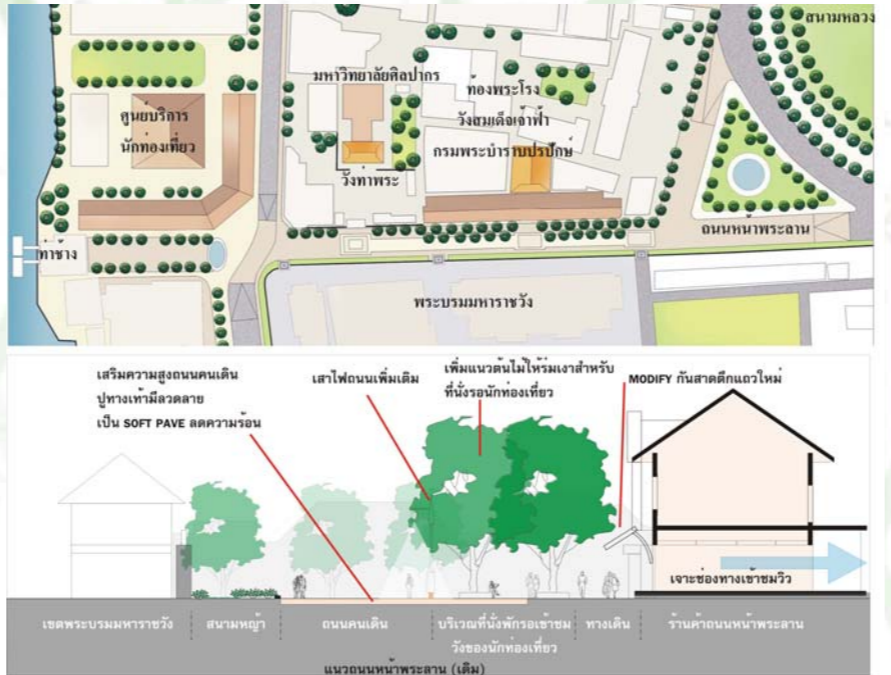 สนามหลวง
มหาวิทยาลัยศิลปากร
ท้องพระโรง
ศูนย์บริการ
นักท่องเที่ยว
วังสมเด็จเจ้าฟ้า
กรมพระบำราบปรปักษ์
วังท่าพระ
ถนนหน้าพระลาน
ท่าช้าง
พระบรมมหาราชวัง
เสริมความสูงถนนคนเดิน
ปูทางเท้ามีลวดลาย
เป็น SOFT PAVE ลดความร้อน
เสาไฟถนนเพิ่มเติม
เพิ่มแนวต้นไม้ให้ร่มเงาสำหรับ
ที่นั่งรอนักท่องเที่ยว
MODIFY กันสาดตึกแถวใหม่
เจาะช่องทางเข้าชมวิว
เขตพระบรมมหาราชวัง
สนามหญ้า
ถนนคนเดิน
บริเวณที่นั่งพักรอเข้าชม
วังของนักท่องเที่ยว
ทางเดิน
ร้านค้าถนนหน้าพระลาน
แนวถนนหน้าพระลาน (เดิม)